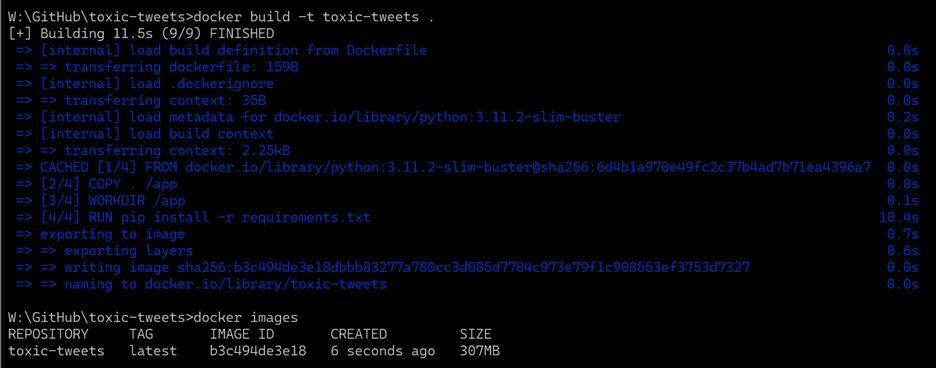 W:\GitHub\toxic-tweets>docker build -t toxic-tweets .
[+] Building 11.5s (9/9) FINISHED
=> [internal] load build definition from Dockerfile 0.0s
=> => transferring dockerfile: 159B 0.0s
=> [internal] load .dockerignore 0.0s
=> => transferring context: 35B 0.0s
=> [internal] load metadata for docker.io/library/python:3.11.2-slim-buster 0.2s
=> [internal] load build context 0.0s
=> => transferring context: 2.25kB 0.0s
=> CACHED [1/4] FROM docker.io/library/python:3.11.2-slim-buster@sha256:6d4b1a970e49fc2c37b4ad7b71ea4396a7 0.0s
=> [2/4] COPY . /app 0.0s
=> [3/4] WORKDIR /app 0.1s
=> [4/4] RUN pip install -r requirements.txt 10.4s
=> exporting to image 0.7s
=> => exporting layers 0.6s
=> => writing image sha256:b3c494de3e18dbbb83277a780cc3d085d7704c973e79f1c908553ef3753d7327 0.0s
=> => naming to docker.io/library/toxic-tweets 0.0s
W:\GitHub\toxic-tweets>docker images
REPOSITORY TAG IMAGE ID CREATED SIZE
toxic-tweets latest b3c494de3e18 6 seconds ago 307MB